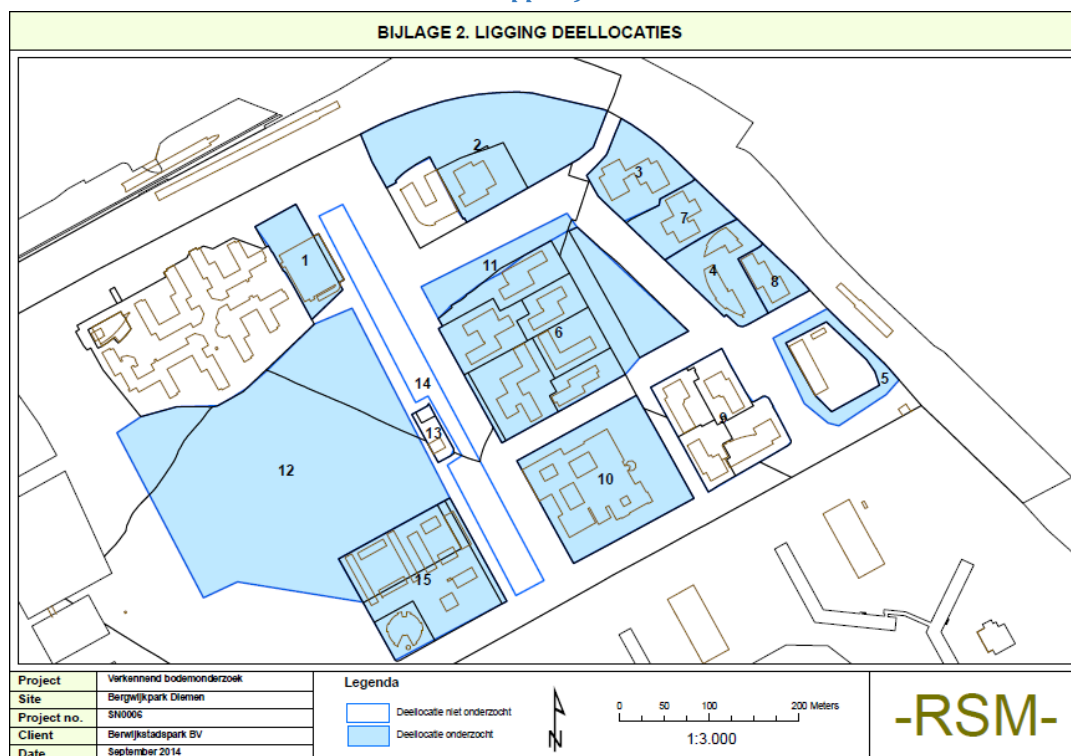 BIJLAGE 2. LIGGING DEELLOCATIES
2
3
7
1
4
8
11
6
14
5
13
9
12
10
15
Project Verkennend bodemonderzoek
Site Bergwijkpark Diemen
Project no. SN0006
Client Berwijkstadspark BV
Date September 2014
Legenda
Deellocatie niet onderzocht
Deellocatie onderzocht
N
0 50 100 200 Meters
1:3.000
-RSM-